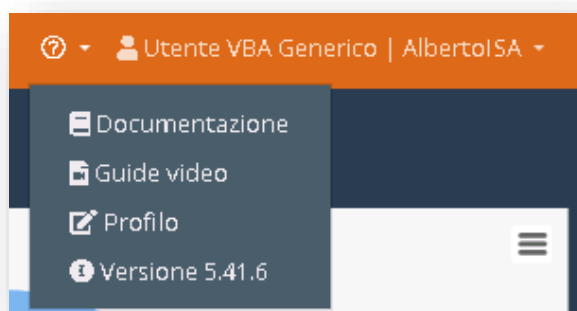 Utente VBA Generico | AlbertoISA
Documentazione
Guide video
Profilo
Versione 5.41.6